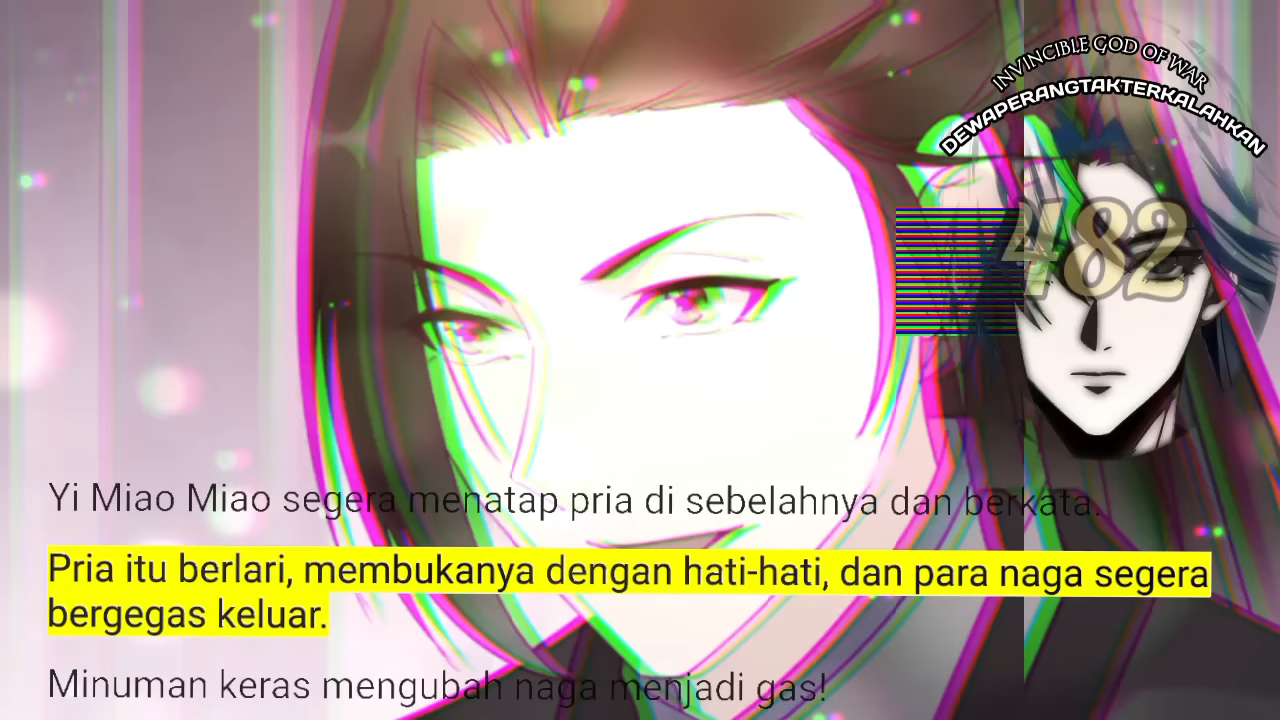 INVINCIBLE GOD OF WAR
DEWAPERANGTAKTERKALAHKAN
482
Yi Miao Miao segera menatap pria di sebelahnya dan berkata.
Pria itu berlari, membukanya dengan hati-hati, dan para naga segera
bergegas keluar.
Minuman keras mengubah naga menjadi gas!